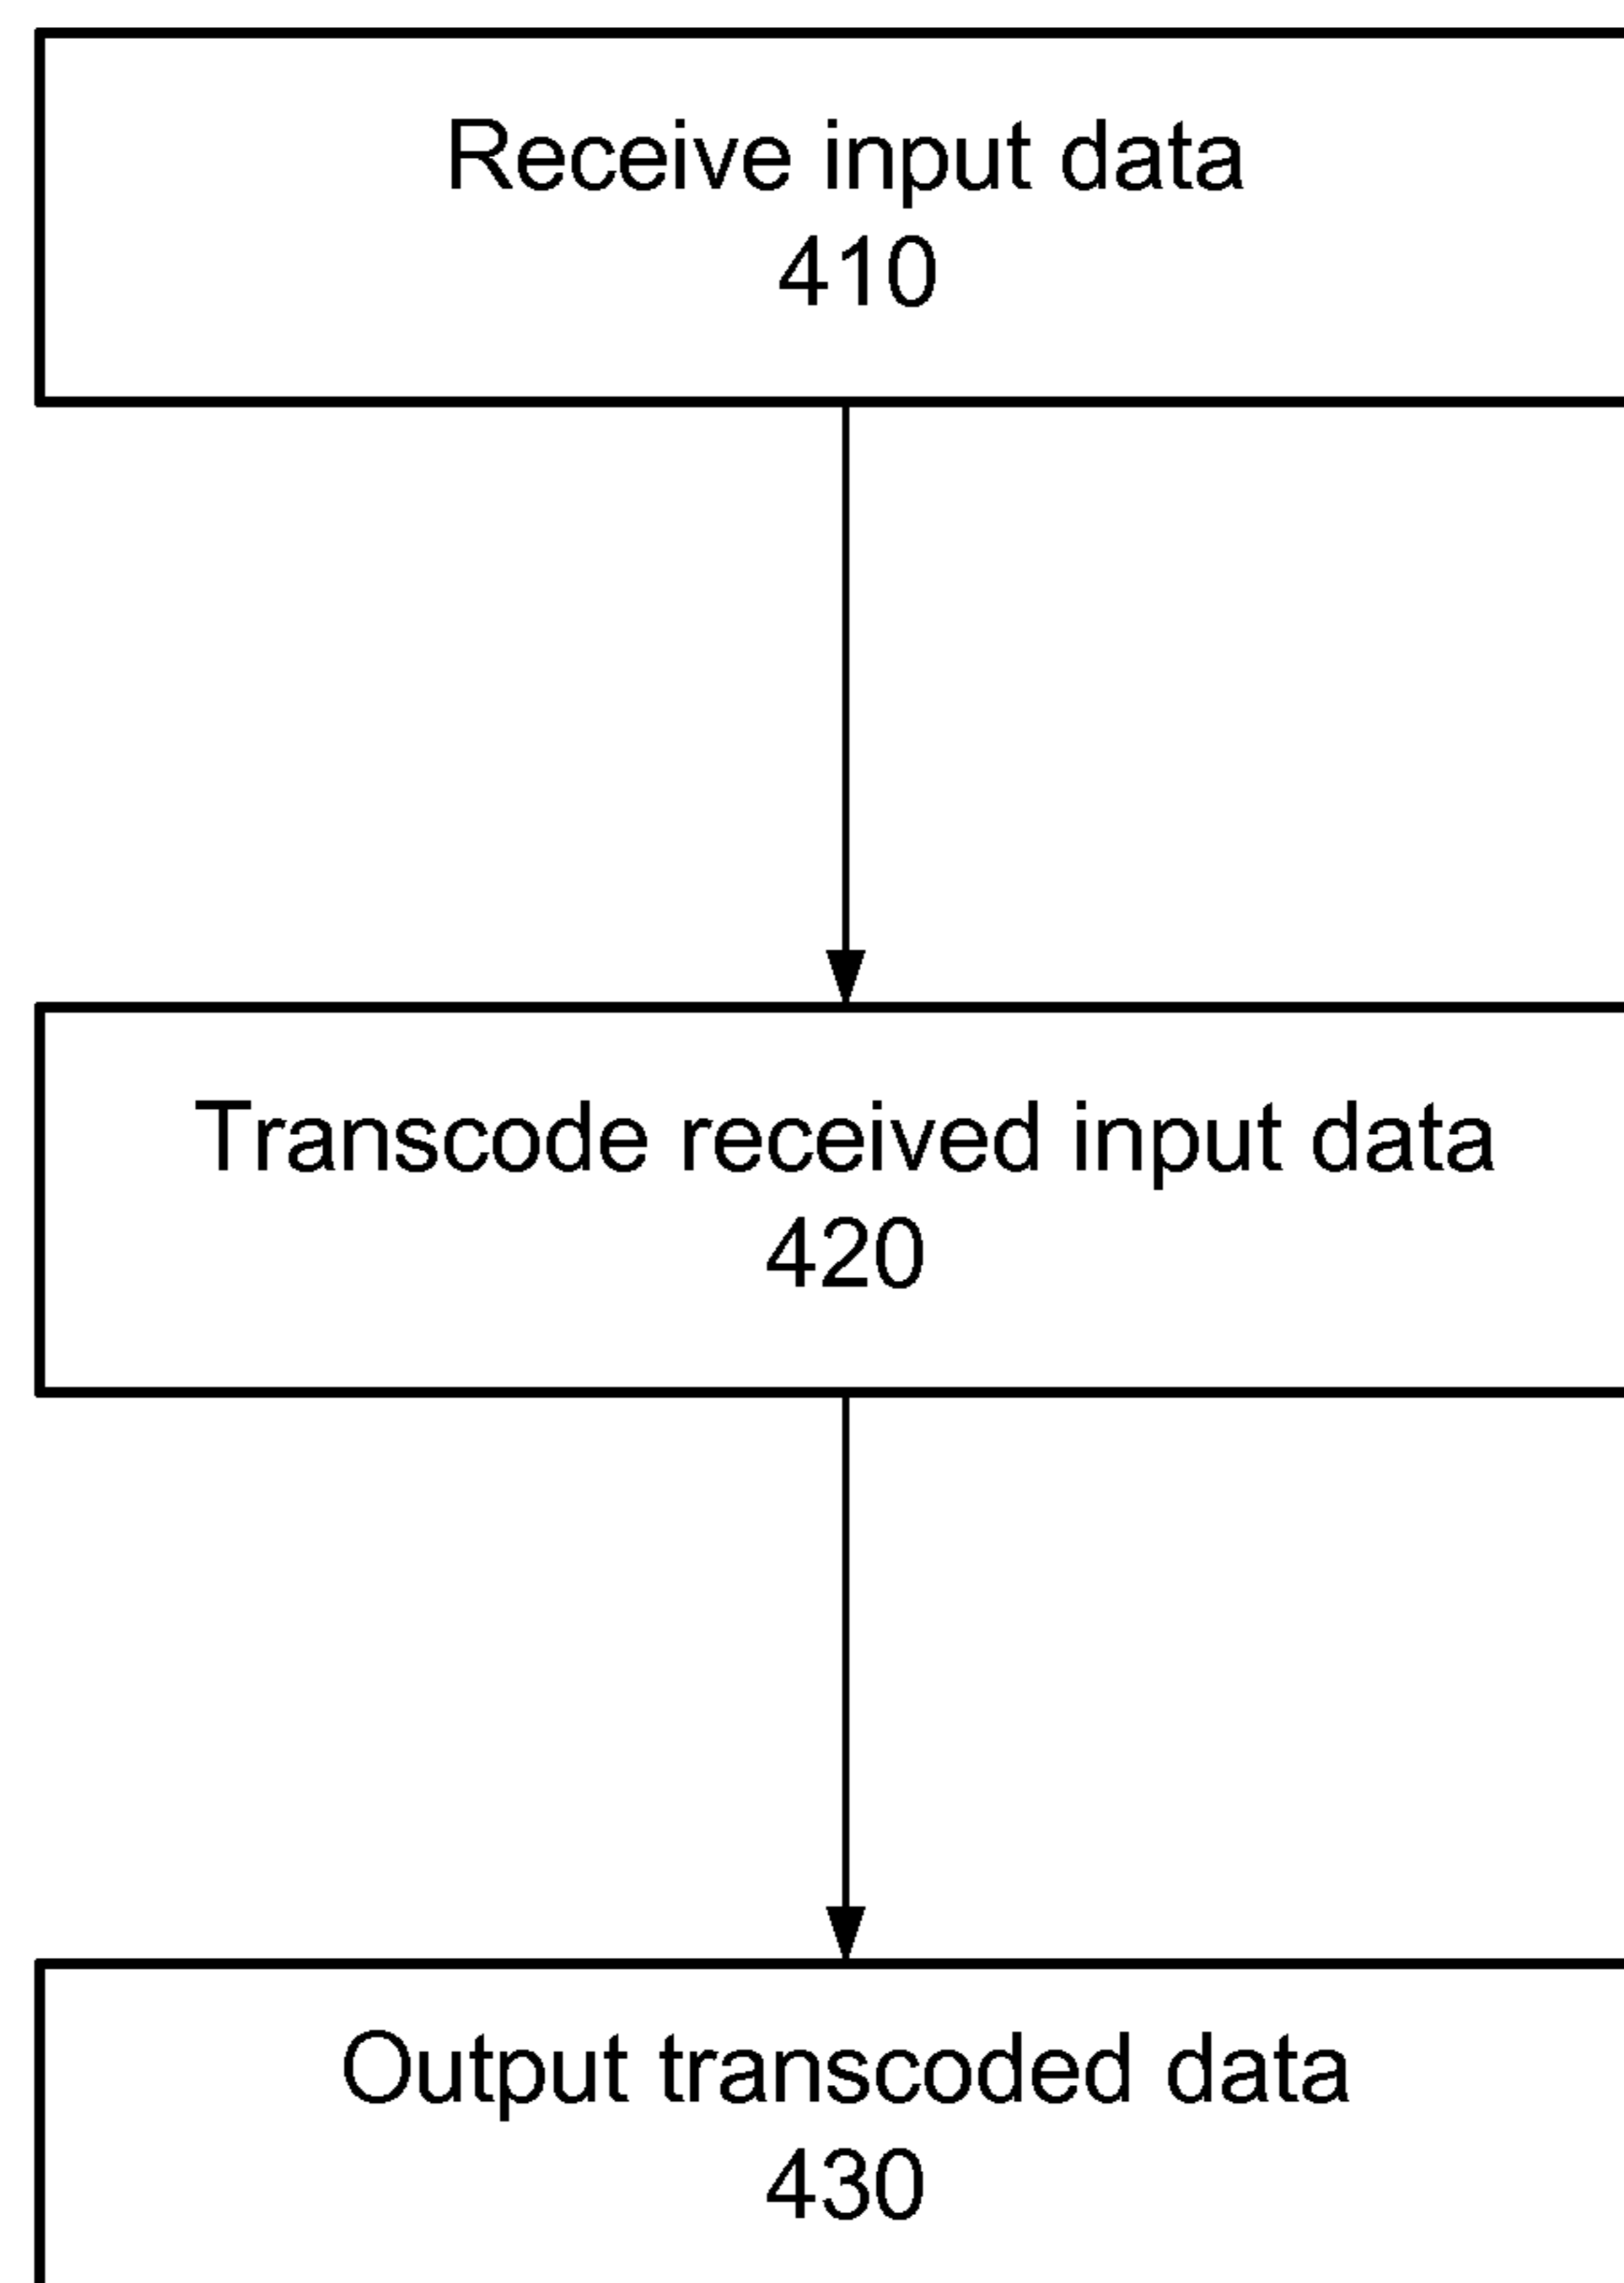 Receive input data
410
Transcode received input data
420
Output transcoded data
430